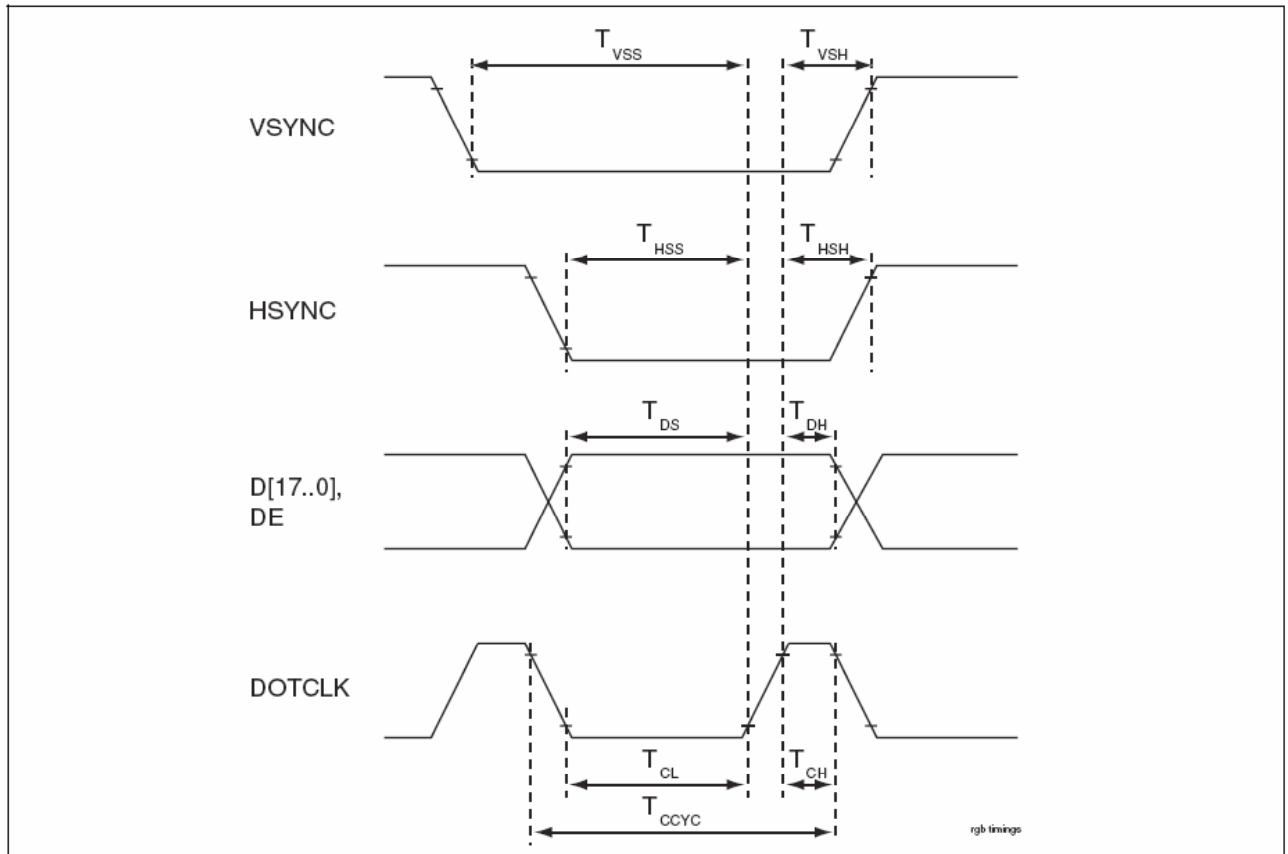 T VSS
T VSH
VSYNC
T HSS
T HSH
HSYNC
T DS
T DH
D[17..0],
DE
DOTCLK
T CL
T CH
T CCYC
rgb timings